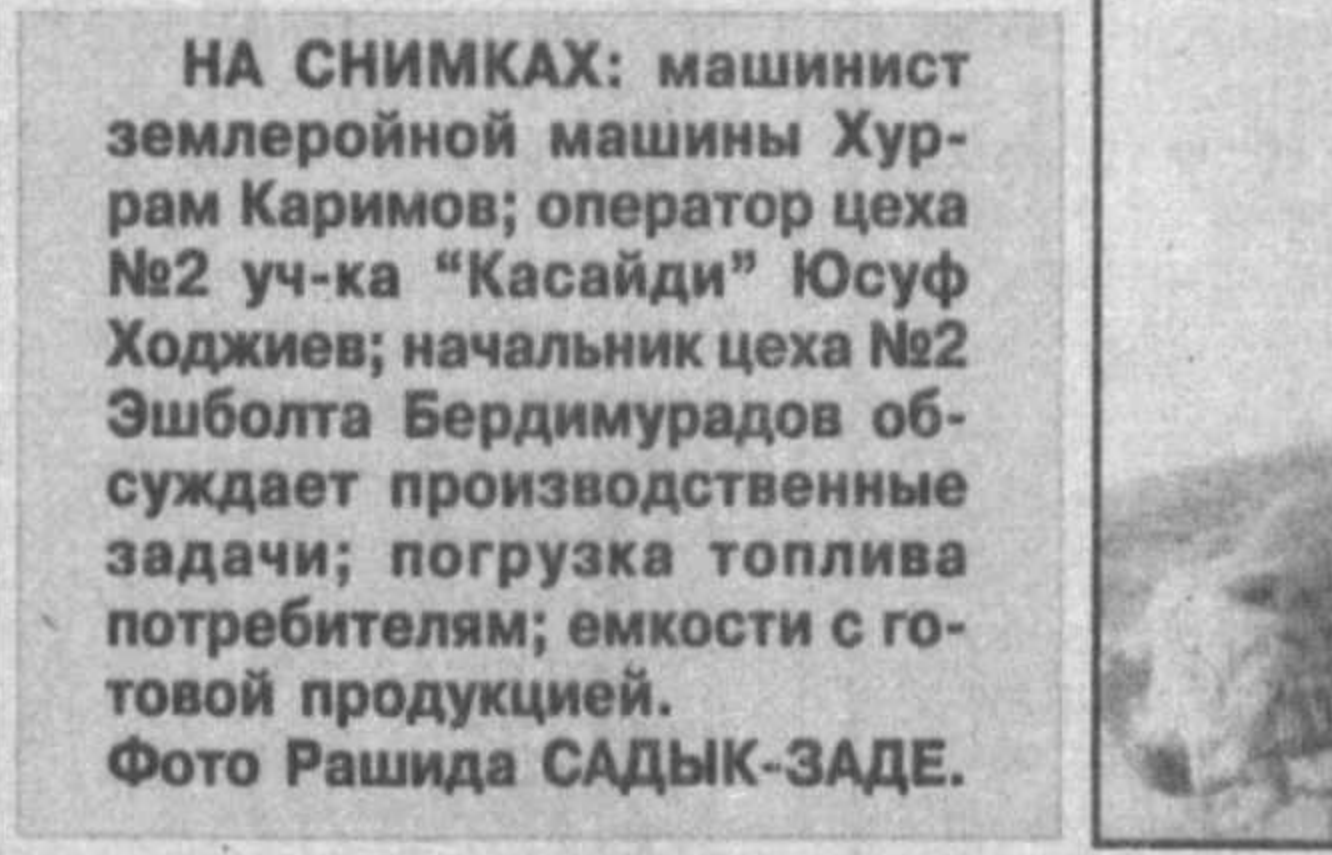 НА СНИМКАХ: машинист
землеройной машины Хур-
рам Каримов; оператор цеха
№2 уч-ка “Касайди” Юсуф
Ходжиев; начальник цеха №2
Эшболта Бердимурадов об-
суждает производственные
задачи; погрузка топлива
потребителям; емкости с го-
товой продукцией.
Фото Рашида САДЫК-ЗАДЕ.